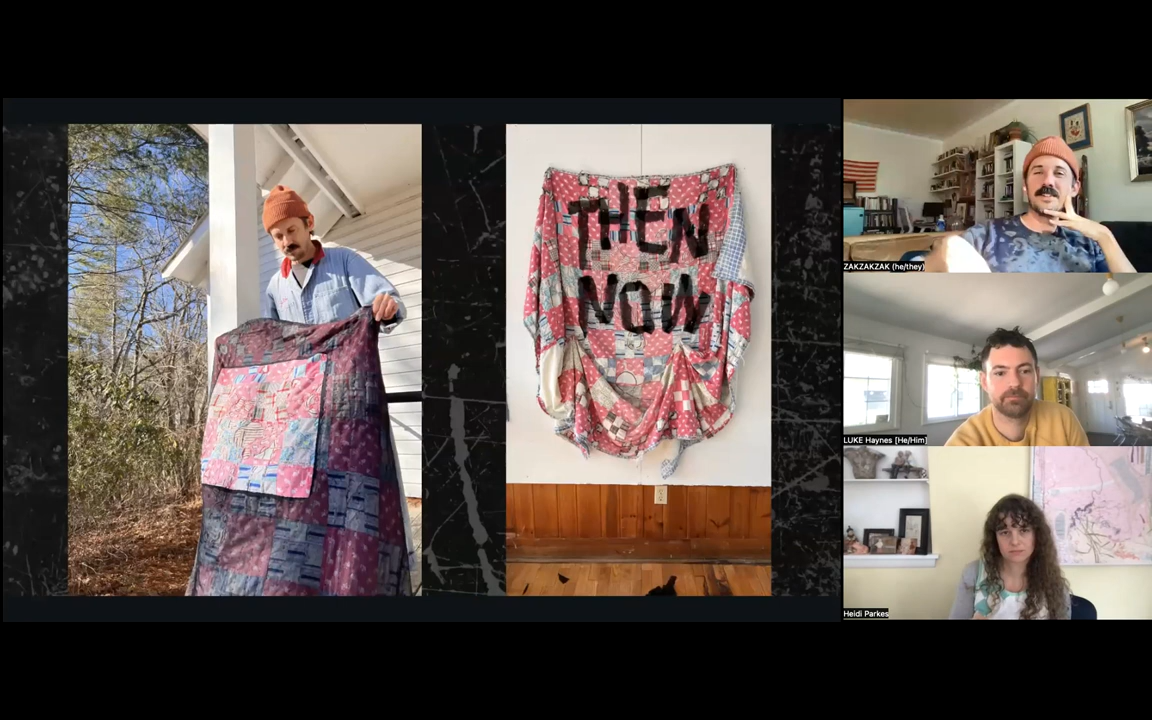 THEN
NOW
ZAKZAKZAK (he/they)
LUKE Haynes [He/Him]
Heidi Parkes